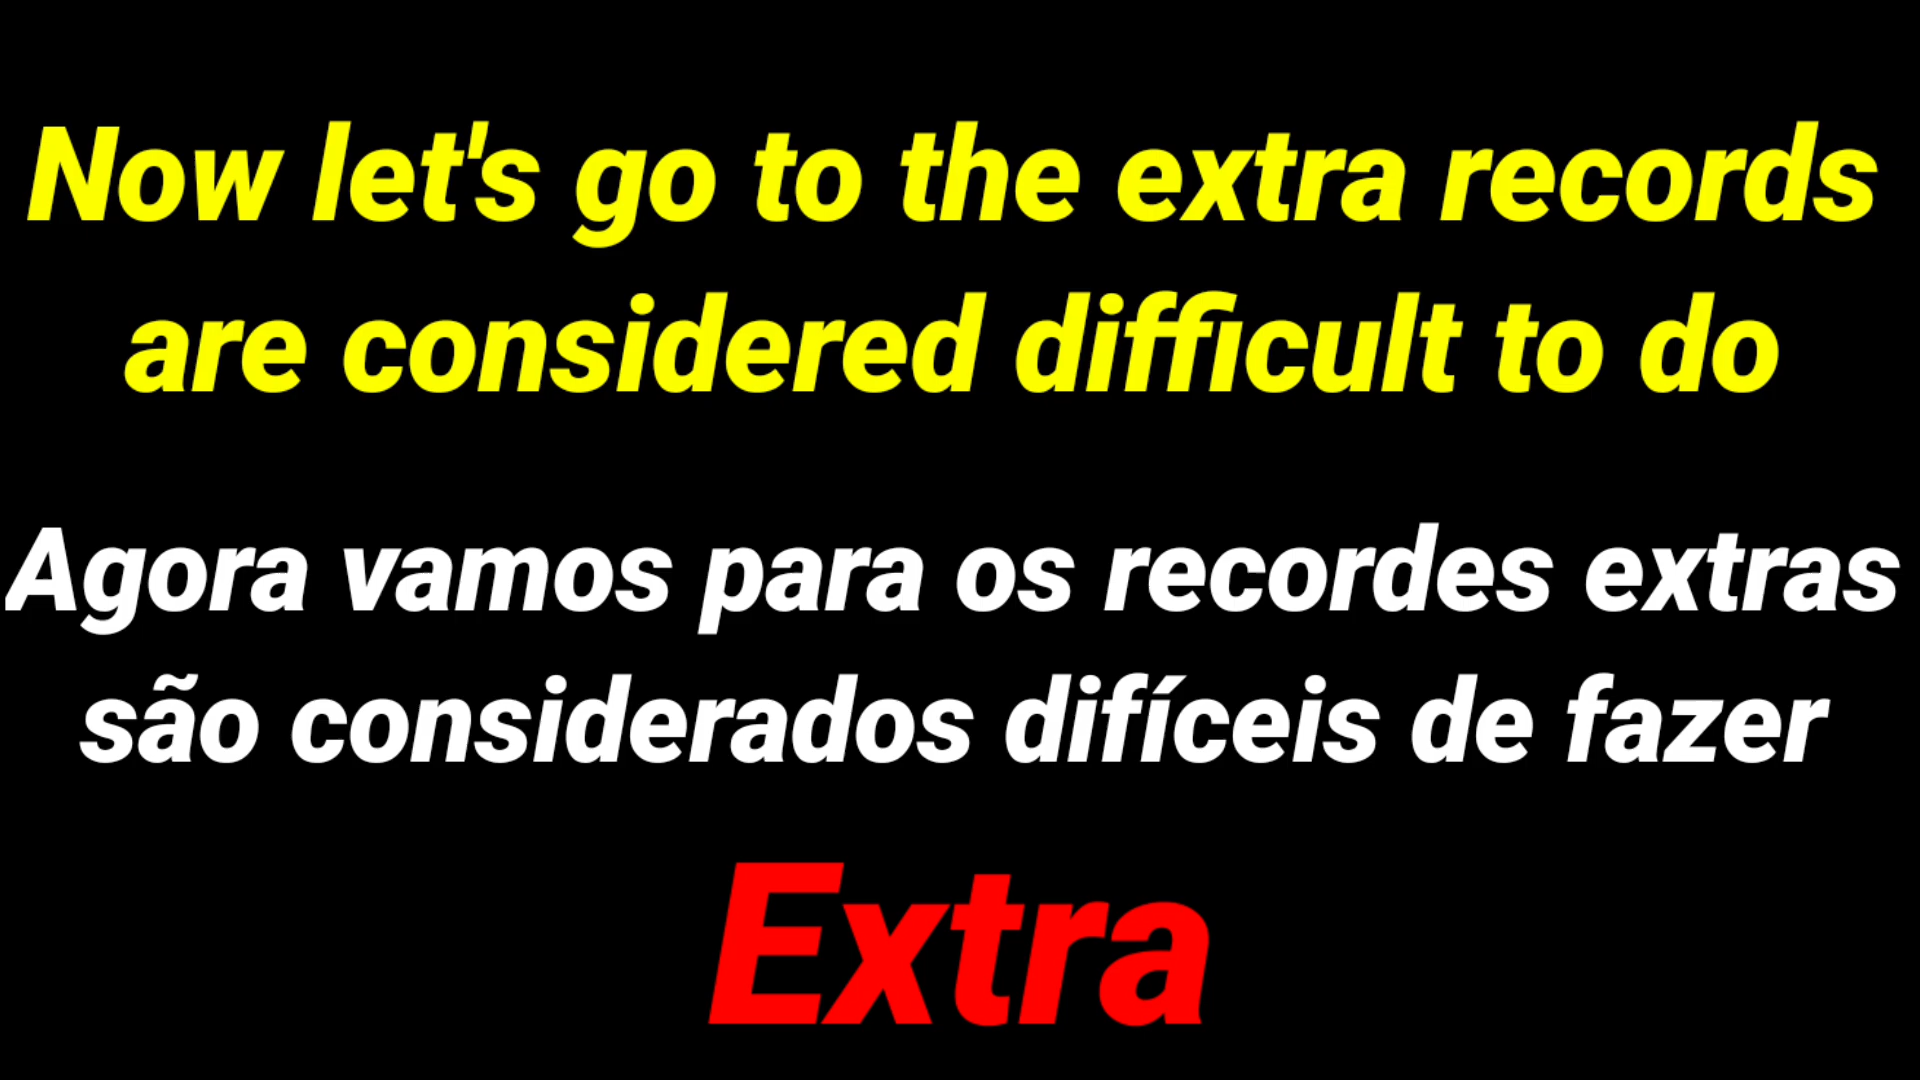 Now let's go to the extra records
are considered difficult to do
Agora vamos para os recordes extras
são considerados difíceis de fazer
Extra